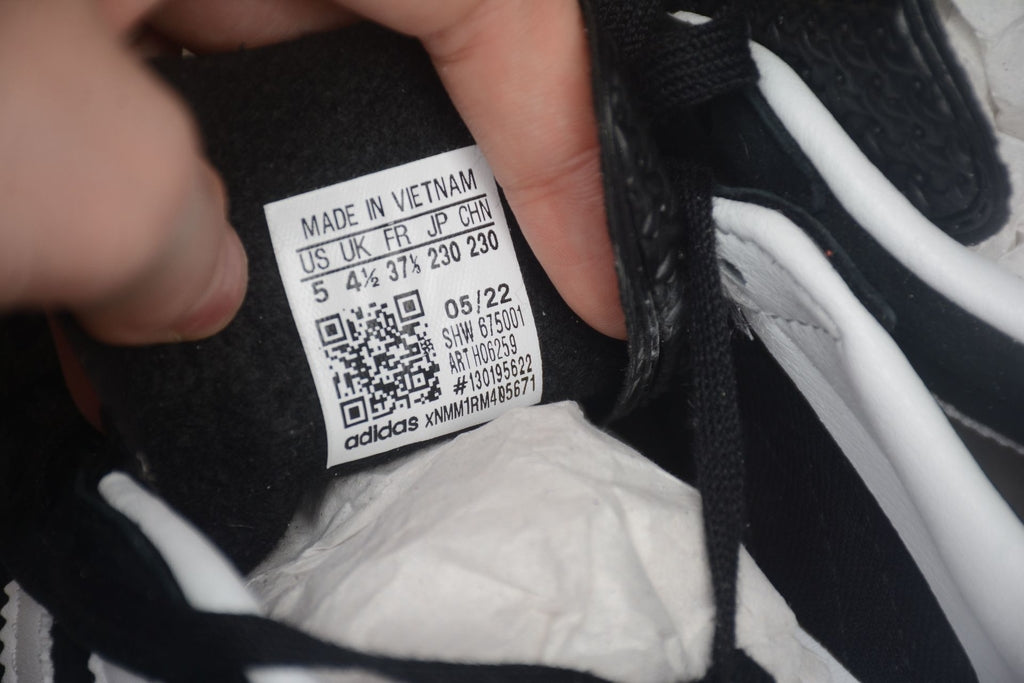 MADE IN VIETNAM
US UK FR JP CHN
5 4½ 37⅓ 230 230
05/22
SHW 675001
ART H06259
#130195622
adidas xNMM1RM405671